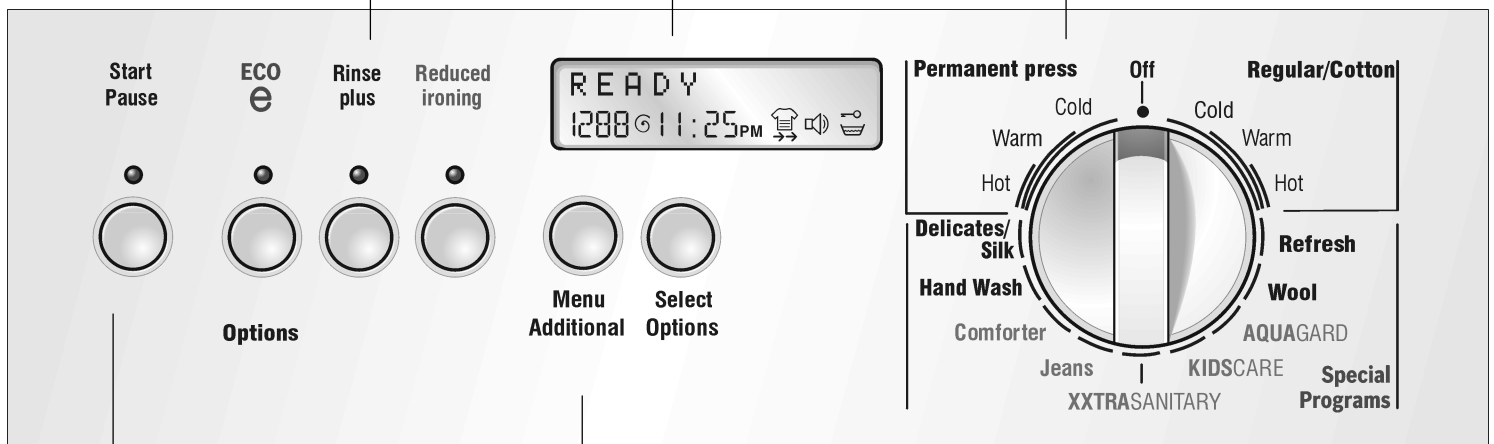 Start
Pause
ECO
e
Rinse
plus
Reduced
ironing
READY
1288 11:25PM
Menu
Additional
Select
Options
Options
Permanent press
Off
Regular/Cotton
Cold
Cold
Warm
Warm
Hot
Hot
Delicates/
Silk
Refresh
Hand Wash
Wool
Comforter
AQUAGARD
Jeans
KIDSCARE
XXTRASANITARY
Special
Programs